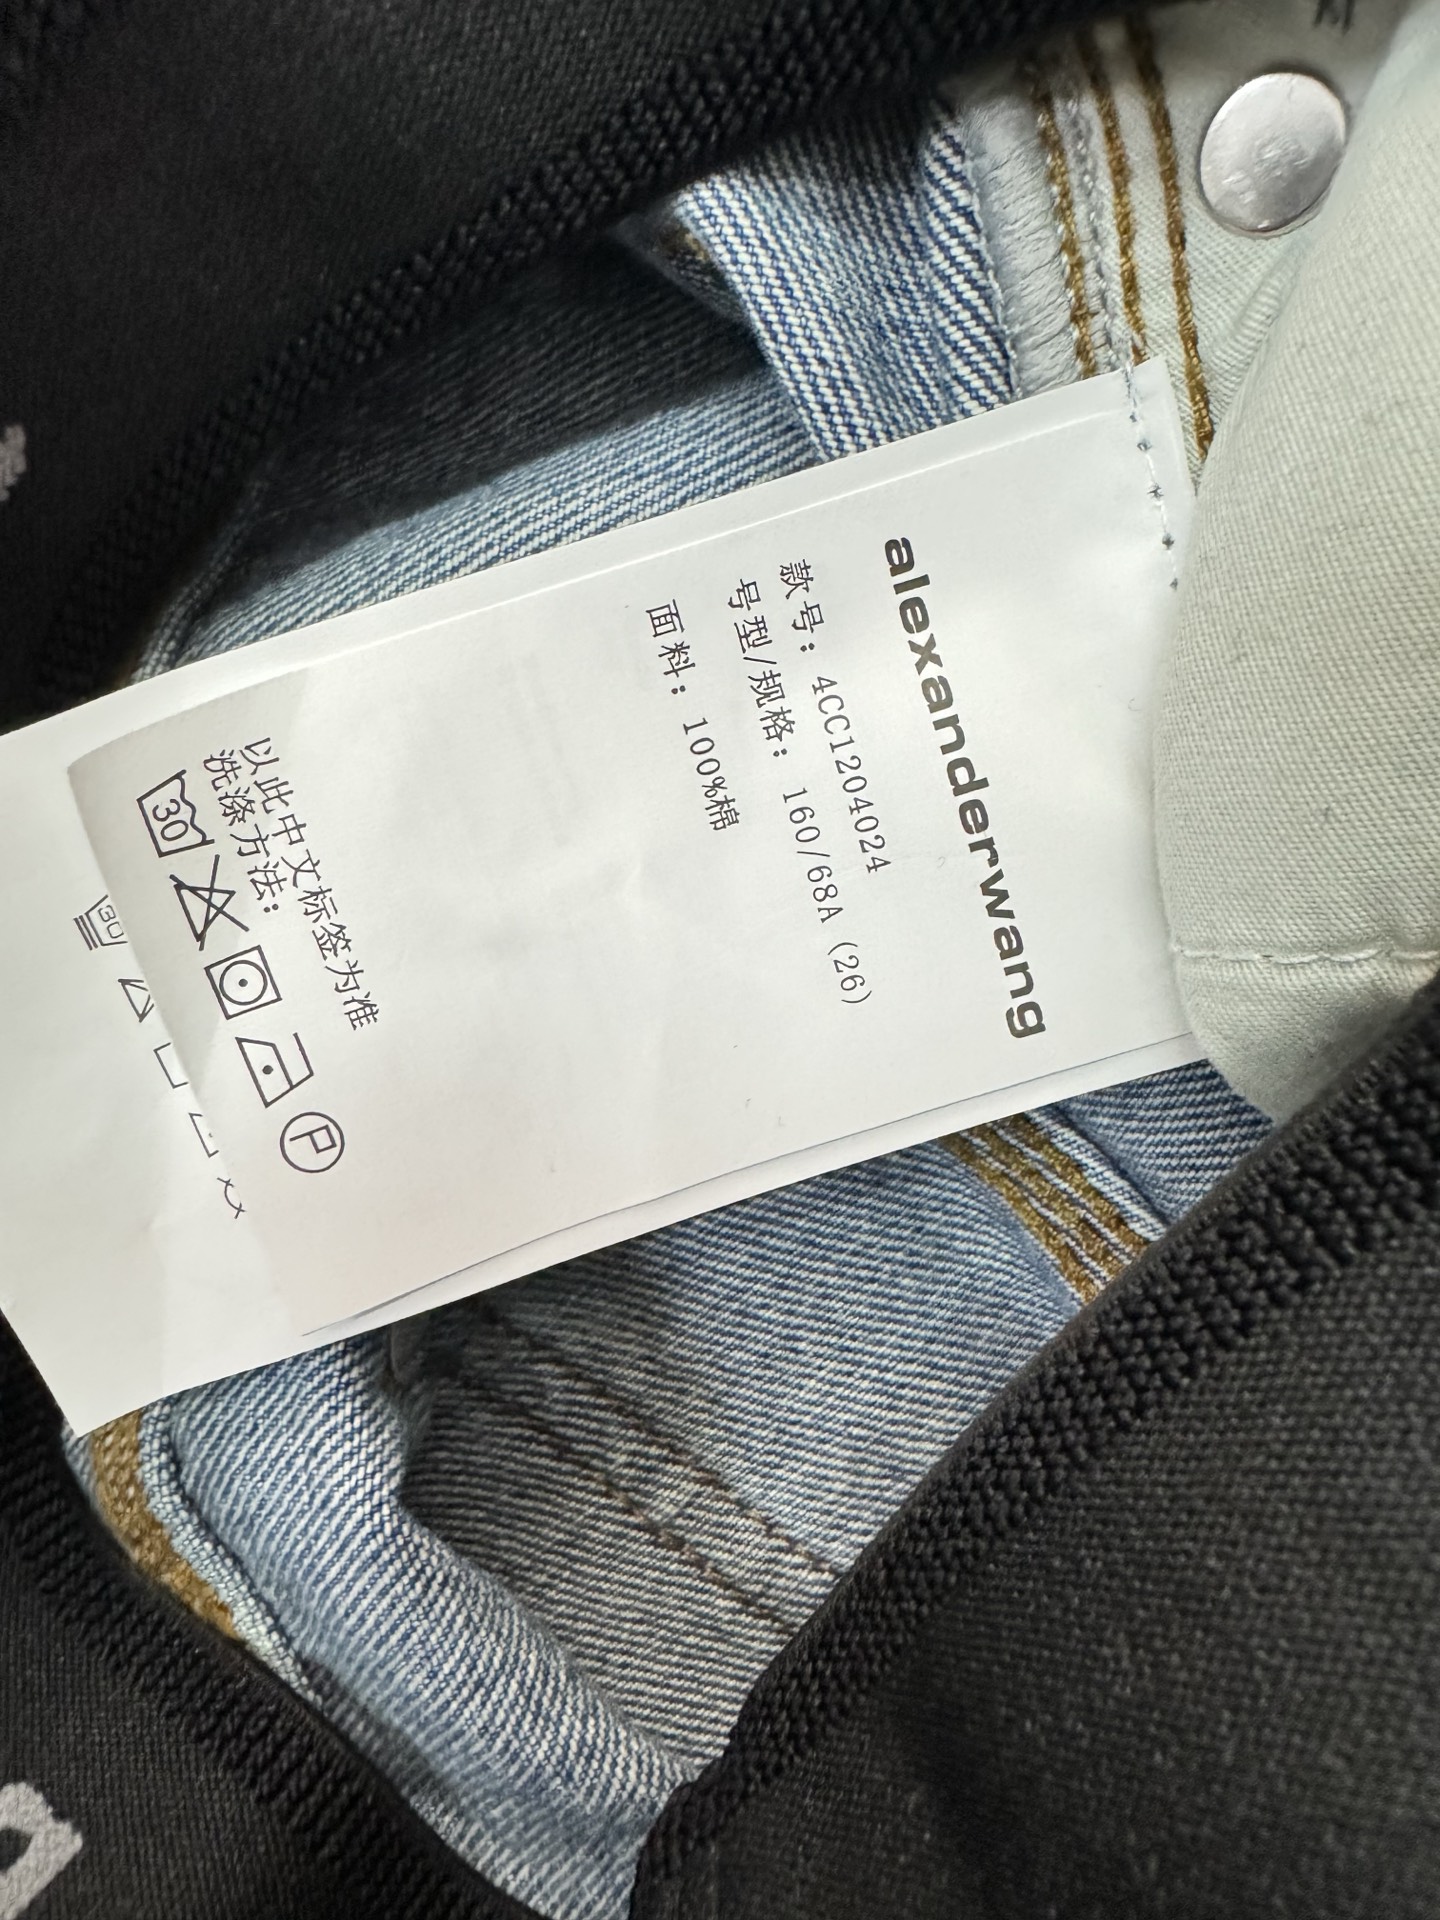 alexanderwang
款号: 4CC1204024
号型/规格: 160/68A (26)
面料: 100%棉
以此中文标签为准
洗涤方法:
30
P
30